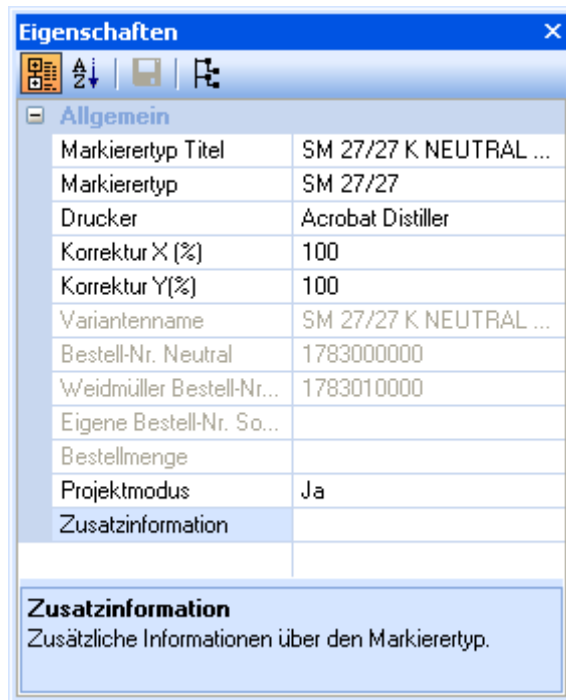 Eigenschaften
Allgemein
Markierertyp Titel SM 27/27 K NEUTRAL ...
Markierertyp SM 27/27
Drucker Acrobat Distiller
Korrektur X (%) 100
Korrektur Y(%) 100
Variantenname SM 27/27 K NEUTRAL ...
Bestell-Nr. Neutral 1783000000
Weidmüller Bestell-Nr... 1783010000
Eigene Bestell-Nr. So...
Bestellmenge
Projektmodus Ja
Zusatzinformation
Zusatzinformation
Zusätzliche Informationen über den Markierertyp.